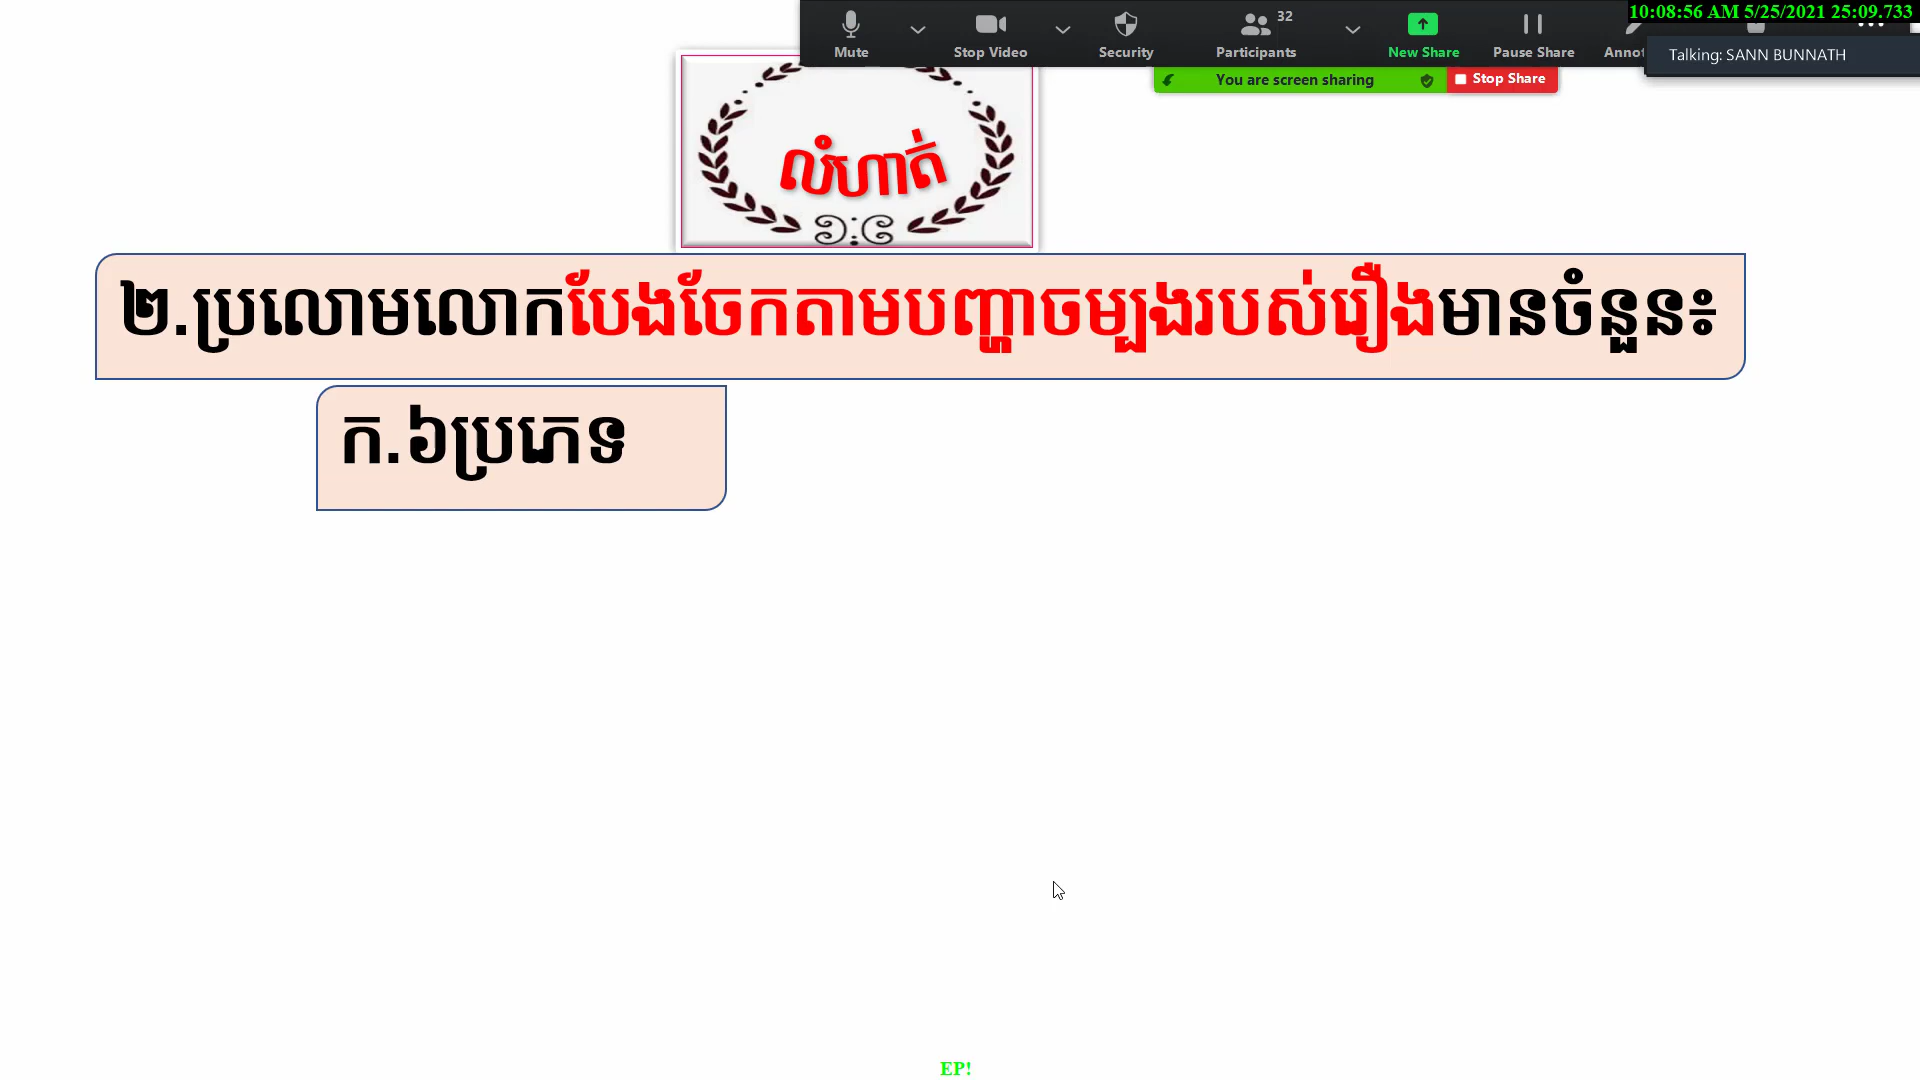 10:08:56 AM 5/25/2021 25:09.733
32
Mute
Stop Video
Security
Participants
New Share
Pause Share
Talking: SANN BUNNATH
You are screen sharing
Stop Share
លំហាត់
២.ប្រលោមលោកបែងចែកតាមបញ្ហាចម្បងរបស់រឿងមានចំនួន៖
ក.៦ប្រភេទ
EP!